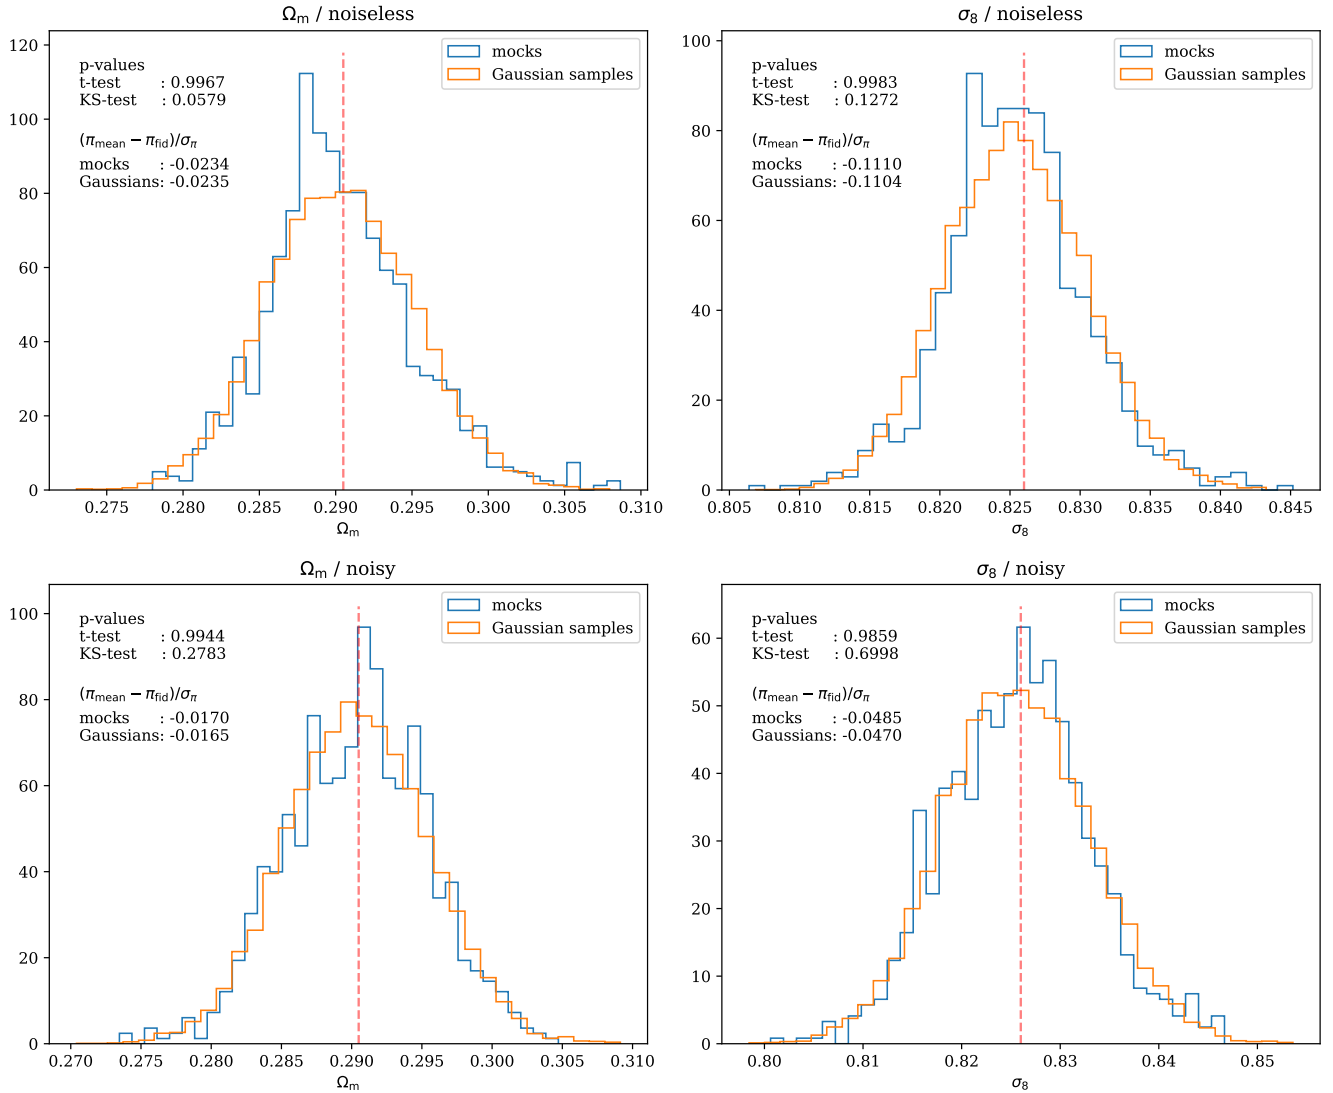 Ωm / noiseless
mocks
Gaussian samples
p-values
t-test : 0.9967
KS-test : 0.0579
(πmean − πfid)/σπ
mocks : -0.0234
Gaussians: -0.0235
120
100
80
60
40
20
0
0.275 0.280 0.285 0.290 0.295 0.300 0.305 0.310
Ωm
σ8 / noiseless
mocks
Gaussian samples
p-values
t-test : 0.9983
KS-test : 0.1272
(πmean − πfid)/σπ
mocks : -0.1110
Gaussians: -0.1104
100
80
60
40
20
0
0.805 0.810 0.815 0.820 0.825 0.830 0.835 0.840 0.845
σ8
Ωm / noisy
mocks
Gaussian samples
p-values
t-test : 0.9944
KS-test : 0.2783
(πmean − πfid)/σπ
mocks : -0.0170
Gaussians: -0.0165
100
80
60
40
20
0
0.270 0.275 0.280 0.285 0.290 0.295 0.300 0.305 0.310
Ωm
σ8 / noisy
mocks
Gaussian samples
p-values
t-test : 0.9859
KS-test : 0.6998
(πmean − πfid)/σπ
mocks : -0.0485
Gaussians: -0.0470
60
50
40
30
20
10
0
0.80 0.81 0.82 0.83 0.84 0.85
σ8